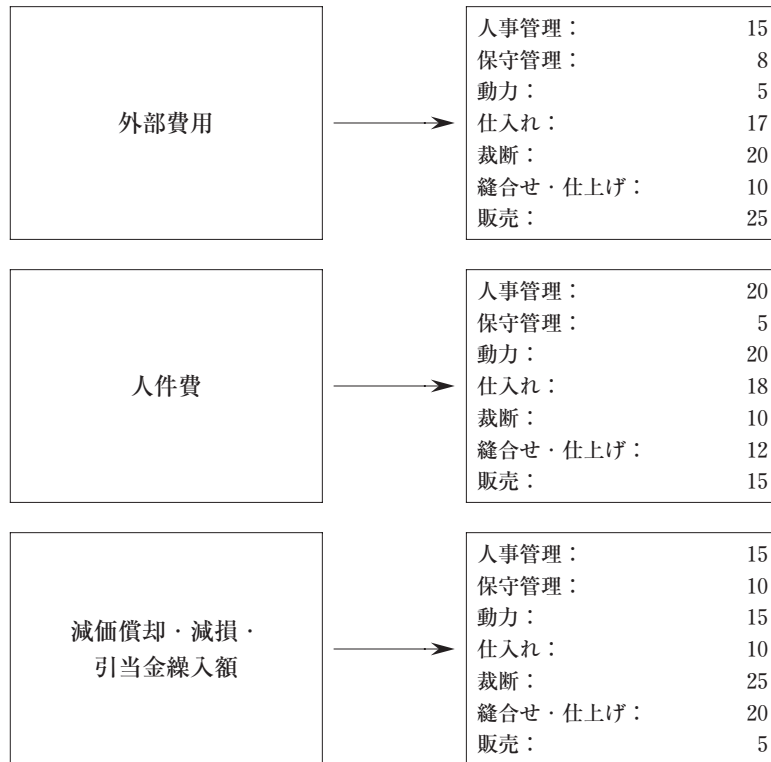 外部費用
人事管理： 15
保守管理： 8
動力： 5
仕入れ： 17
裁断： 20
縫合せ・仕上げ： 10
販売： 25
人件費
人事管理： 20
保守管理： 5
動力： 20
仕入れ： 18
裁断： 10
縫合せ・仕上げ： 12
販売： 15
減価償却・減損・
引当金繰入額
人事管理： 15
保守管理： 10
動力： 15
仕入れ： 10
裁断： 25
縫合せ・仕上げ： 20
販売： 5